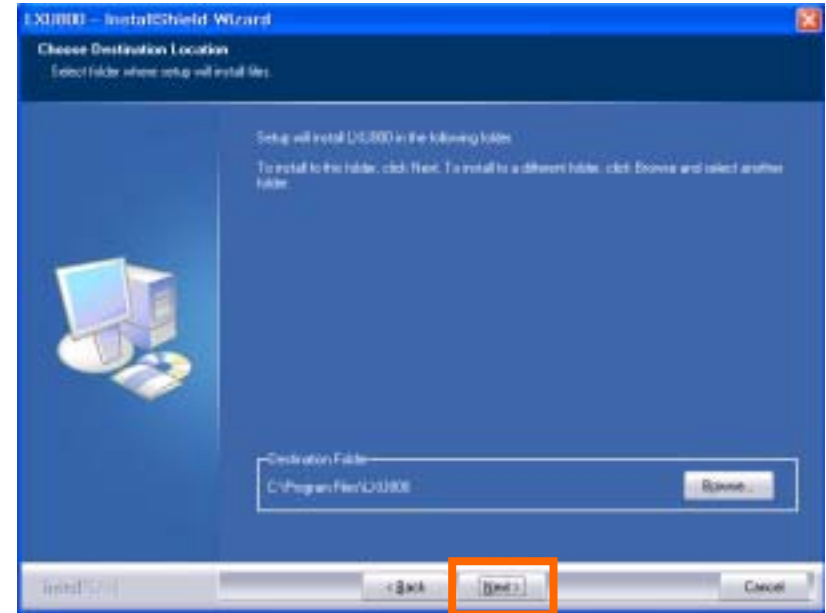 LXU800 - InstallShield Wizard
Choose Destination Location
Select folder where setup will install files.
Setup will install LXU800 in the following folder.
To install to this folder, click Next. To install to a different folder, click Browse and select another
folder.
Destination Folder
C:\Program Files\LXU800
Browse...
InstallShield
< Back
Next >
Cancel